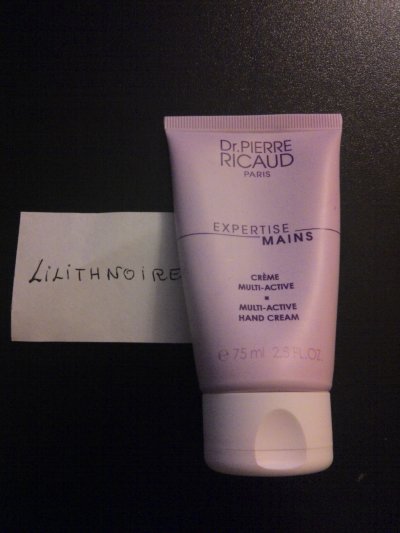 Dr.PIERRE
RICAUD
PARIS
EXPERTISE
MAINS
CRÈME
MULTI-ACTIVE
MULTI-ACTIVE
HAND CREAM
℮ 75 ml 2.5 FL.OZ.
LiLiTHNOiRE